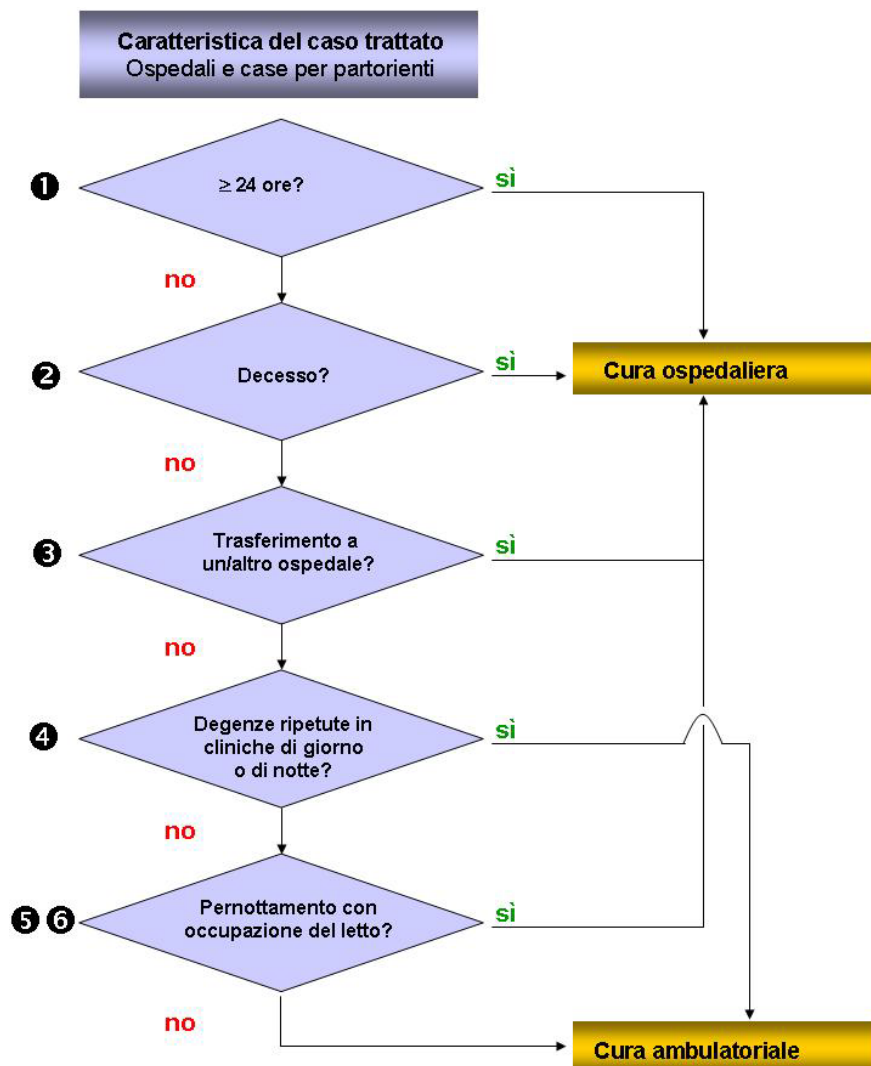 Caratteristica del caso trattato
Ospedali e case per partorienti
❶
≥ 24 ore?
sì
no
❷
Decesso?
sì
Cura ospedaliera
no
❸
Trasferimento a
un/altro ospedale?
sì
no
❹
Degenze ripetute in
cliniche di giorno
o di notte?
sì
no
❺ ❻
Pernottamento con
occupazione del letto?
sì
no
Cura ambulatoriale